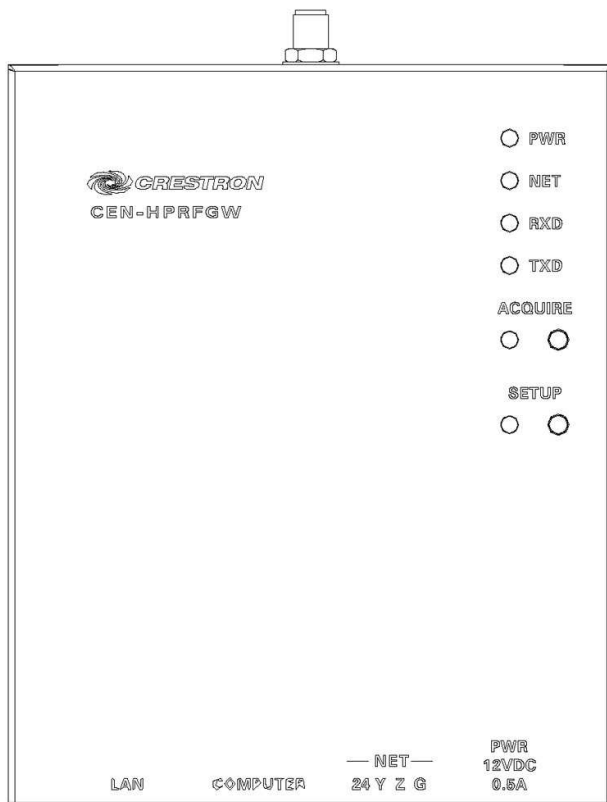 CRESTRON
CEN-HPRFGW
PWR
NET
RXD
TXD
ACQUIRE
SETUP
LAN
COMPUTER
NET
24 Y Z G
PWR
12VDC
0.5A